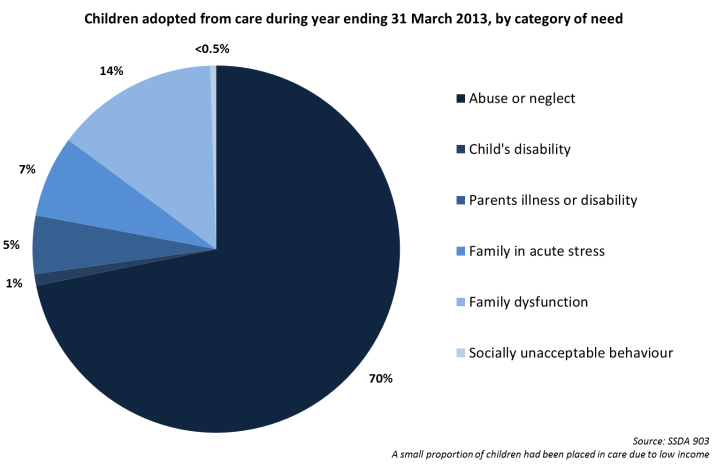 Children adopted from care during year ending 31 March 2013, by category of need
<0.5%
14%
7%
5%
1%
70%
Abuse or neglect
Child's disability
Parents illness or disability
Family in acute stress
Family dysfunction
Socially unacceptable behaviour
Source: SSDA 903
A small proportion of children had been placed in care due to low income